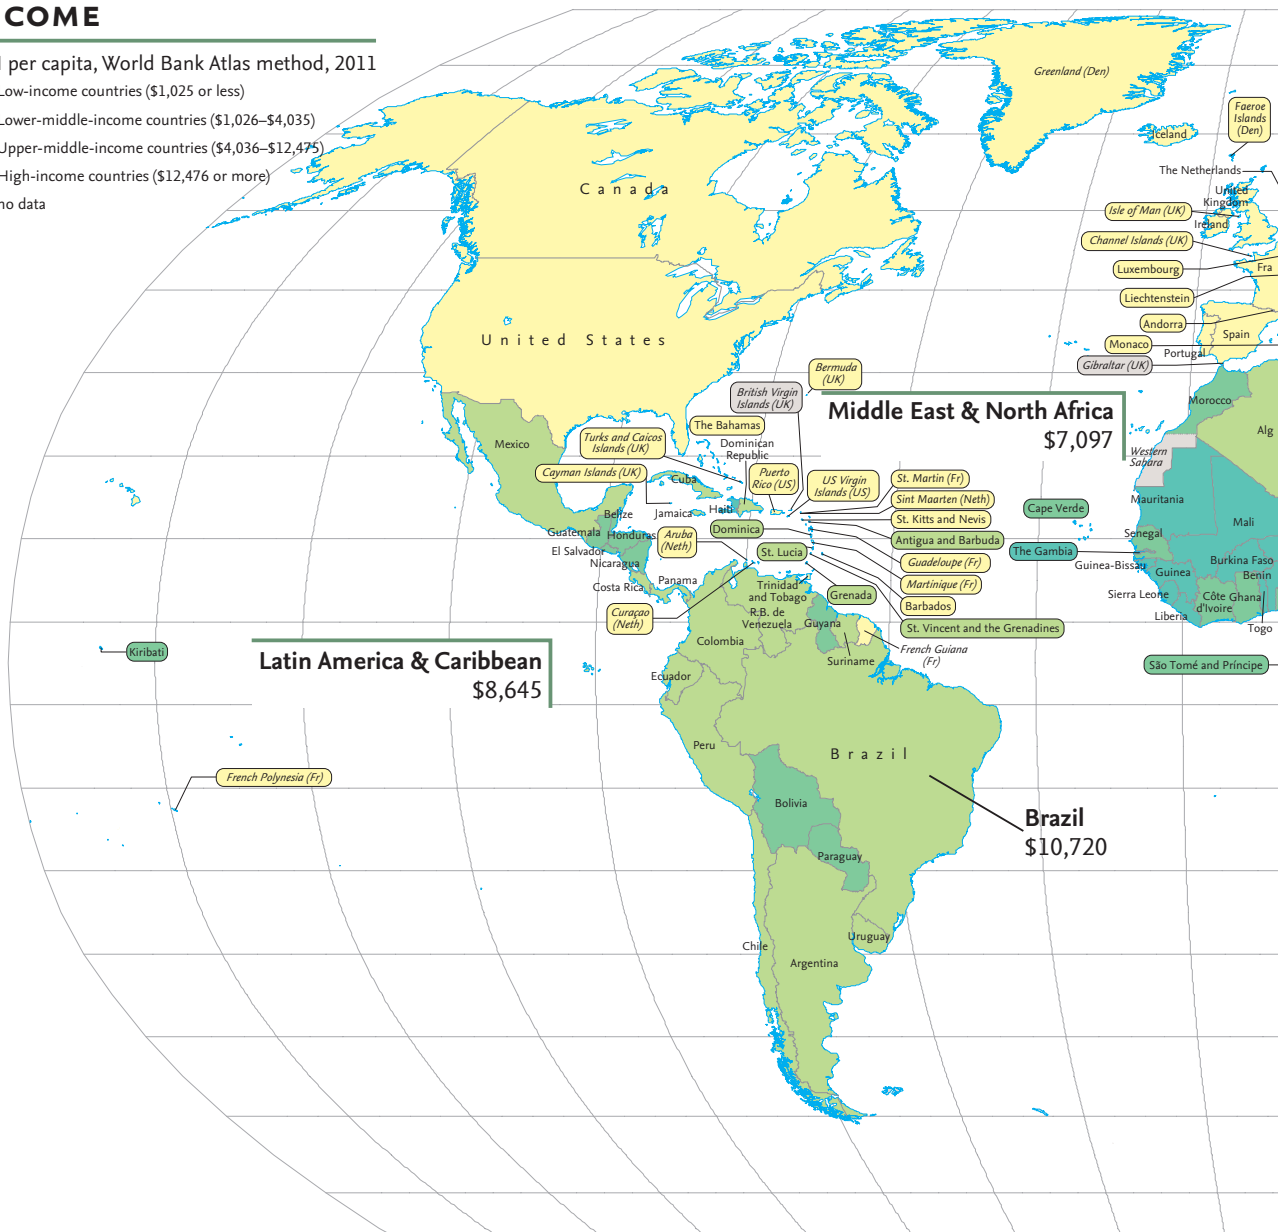 COME
per capita, World Bank Atlas method, 2011
Low-income countries ($1,025 or less)
Lower-middle-income countries ($1,026–$4,035)
Upper-middle-income countries ($4,036–$12,475)
High-income countries ($12,476 or more)
no data
Greenland (Den)
Faeroe
Islands
(Den)
Iceland
The Netherlands
Canada
United
Kingdom
Isle of Man (UK)
Ireland
Channel Islands (UK)
Luxembourg
Fra
Liechtenstein
Andorra
Spain
United States
Monaco
Portugal
Gibraltar (UK)
Bermuda
(UK)
British Virgin
Islands (UK)
Middle East & North Africa
$7,097
Morocco
The Bahamas
Alg
Mexico
Turks and Caicos
Islands (UK)
Dominican
Republic
Western
Sahara
Cayman Islands (UK)
Cuba
Puerto
Rico (US)
US Virgin
Islands (US)
St. Martin (Fr)
Sint Maarten (Neth)
Mauritania
Belize
Jamaica
Haiti
Cape Verde
St. Kitts and Nevis
Mali
Guatemala
Honduras
Aruba
(Neth)
Dominica
Antigua and Barbuda
Senegal
El Salvador
St. Lucia
The Gambia
Guadeloupe (Fr)
Guinea-Bissau
Burkina Faso
Nicaragua
Guinea
Benin
Costa Rica
Panama
Trinidad
and Tobago
Martinique (Fr)
Sierra Leone
Côte
d'Ivoire
Ghana
Grenada
Barbados
Liberia
Togo
Curaçao
(Neth)
R.B. de
Venezuela
Guyana
St. Vincent and the Grenadines
Colombia
French Guiana
(Fr)
Suriname
Kiribati
Latin America & Caribbean
$8,645
São Tomé and Príncipe
Ecuador
Peru
Brazil
French Polynesia (Fr)
Bolivia
Brazil
$10,720
Paraguay
Uruguay
Chile
Argentina